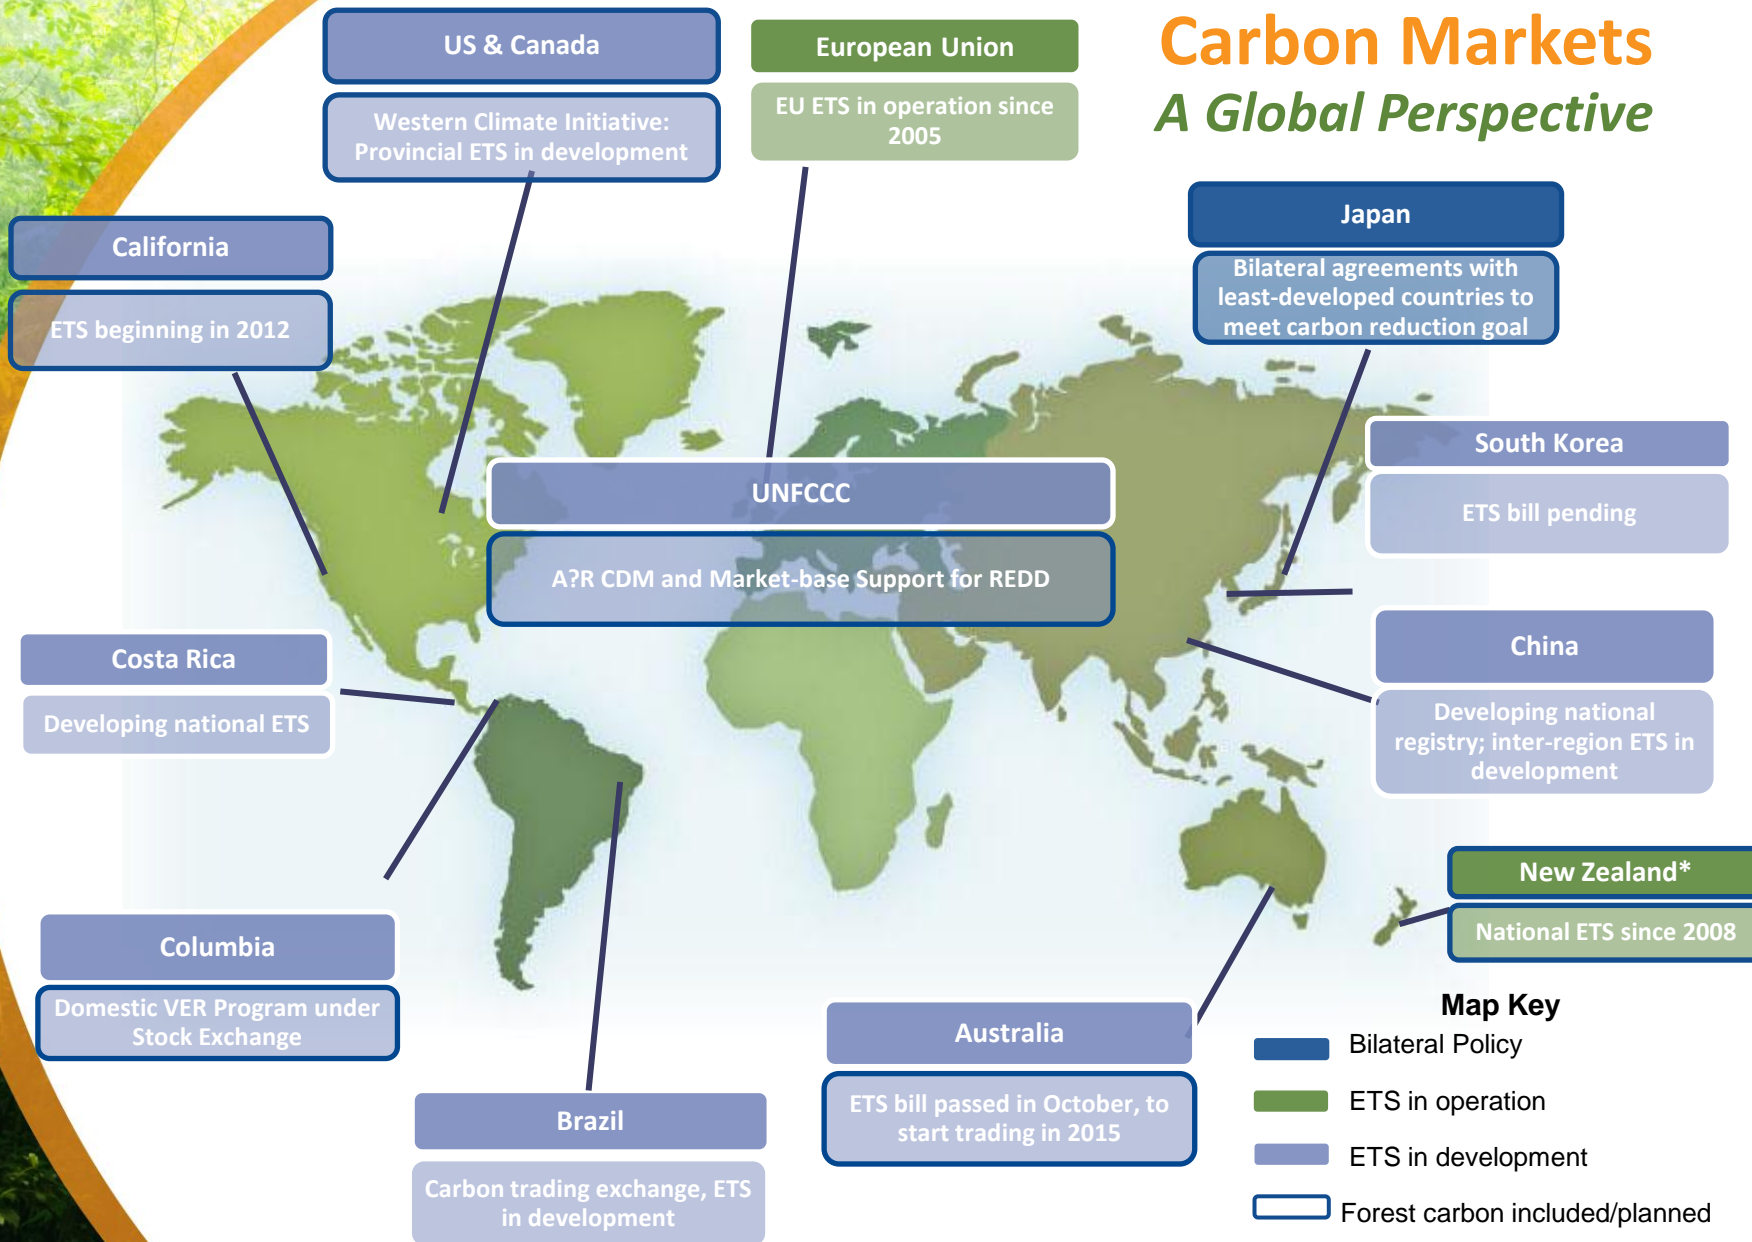 Carbon Markets
A Global Perspective
US & Canada
Western Climate Initiative:
Provincial ETS in development
European Union
EU ETS in operation since
2005
Japan
Bilateral agreements with
least-developed countries to
meet carbon reduction goal
California
ETS beginning in 2012
South Korea
ETS bill pending
UNFCCC
A?R CDM and Market-base Support for REDD
China
Developing national
registry; inter-region ETS in
development
Costa Rica
Developing national ETS
New Zealand*
National ETS since 2008
Columbia
Domestic VER Program under
Stock Exchange
Australia
ETS bill passed in October, to
start trading in 2015
Brazil
Carbon trading exchange, ETS
in development
Map Key
Bilateral Policy
ETS in operation
ETS in development
Forest carbon included/planned